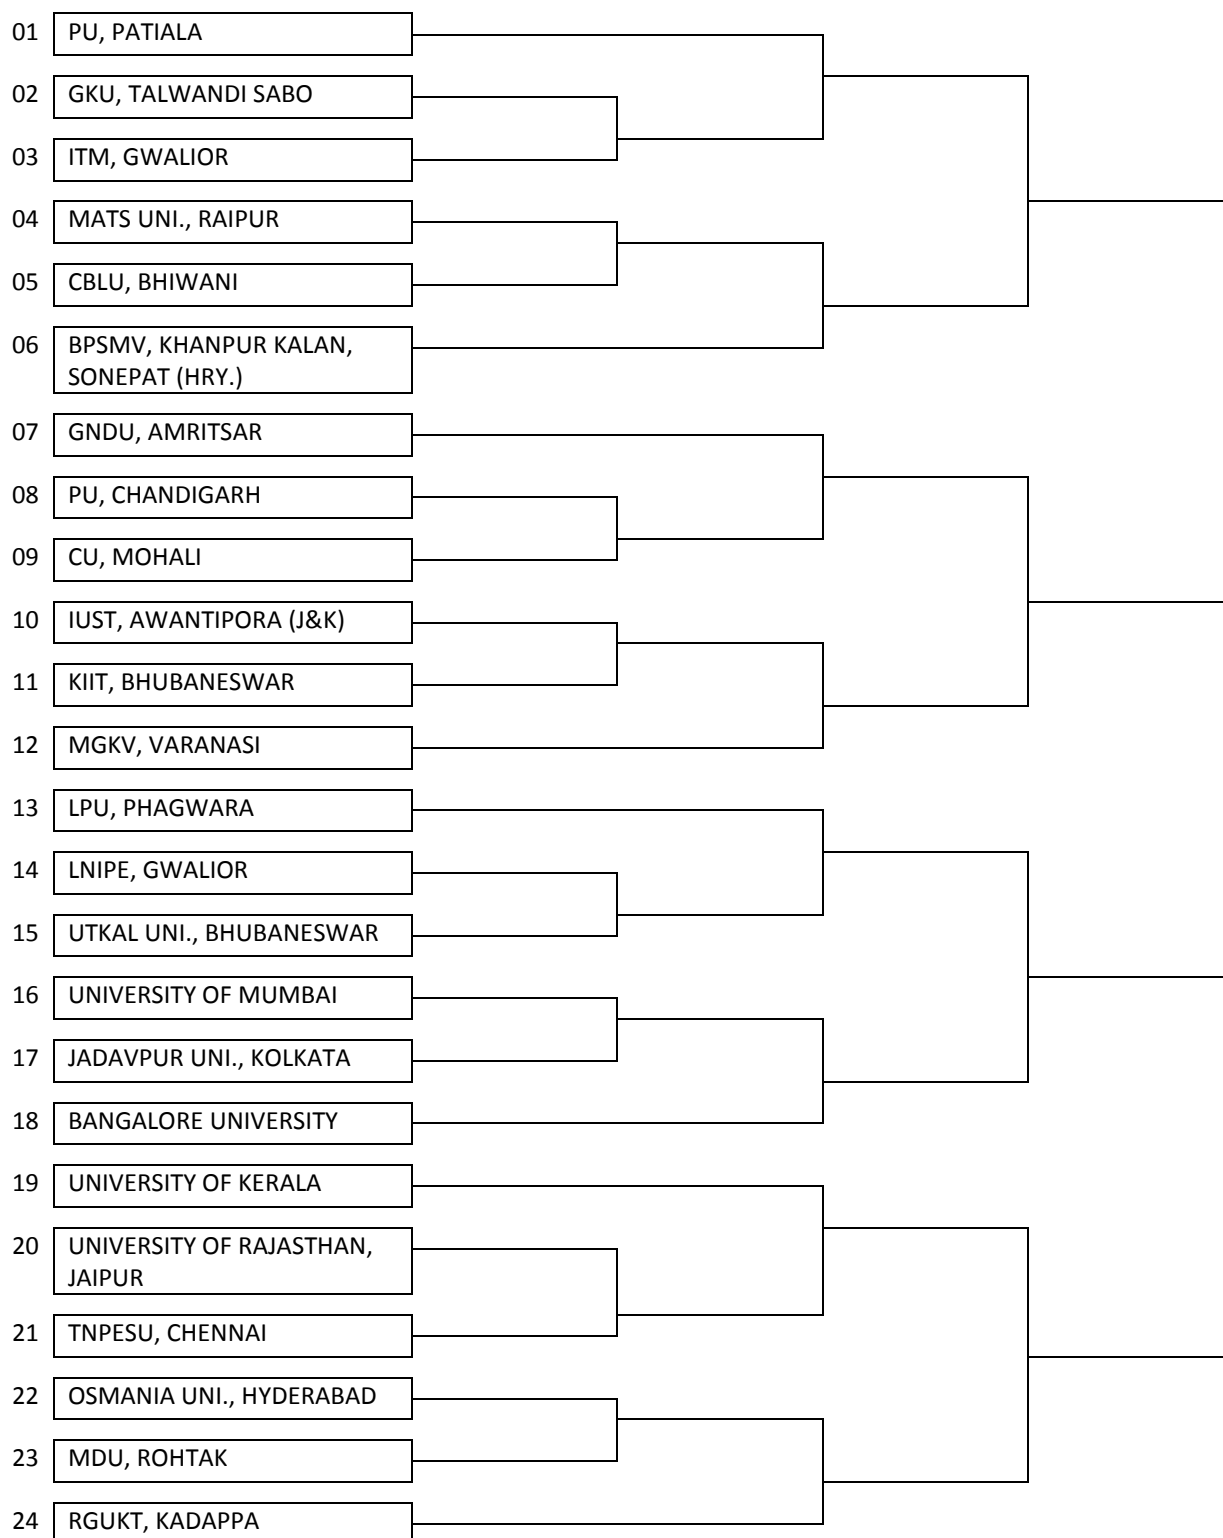 01 PU, PATIALA
02 GKU, TALWANDI SABO
03 ITM, GWALIOR
04 MATS UNI., RAIPUR
05 CBLU, BHIWANI
06 BPSMV, KHANPUR KALAN,
SONEPAT (HRY.)
07 GNDU, AMRITSAR
08 PU, CHANDIGARH
09 CU, MOHALI
10 IUST, AWANTIPORA (J&K)
11 KIIT, BHUBANESWAR
12 MGKV, VARANASI
13 LPU, PHAGWARA
14 LNIPE, GWALIOR
15 UTKAL UNI., BHUBANESWAR
16 UNIVERSITY OF MUMBAI
17 JADAVPUR UNI., KOLKATA
18 BANGALORE UNIVERSITY
19 UNIVERSITY OF KERALA
20 UNIVERSITY OF RAJASTHAN,
JAIPUR
21 TNPESU, CHENNAI
22 OSMANIA UNI., HYDERABAD
23 MDU, ROHTAK
24 RGUKT, KADAPPA